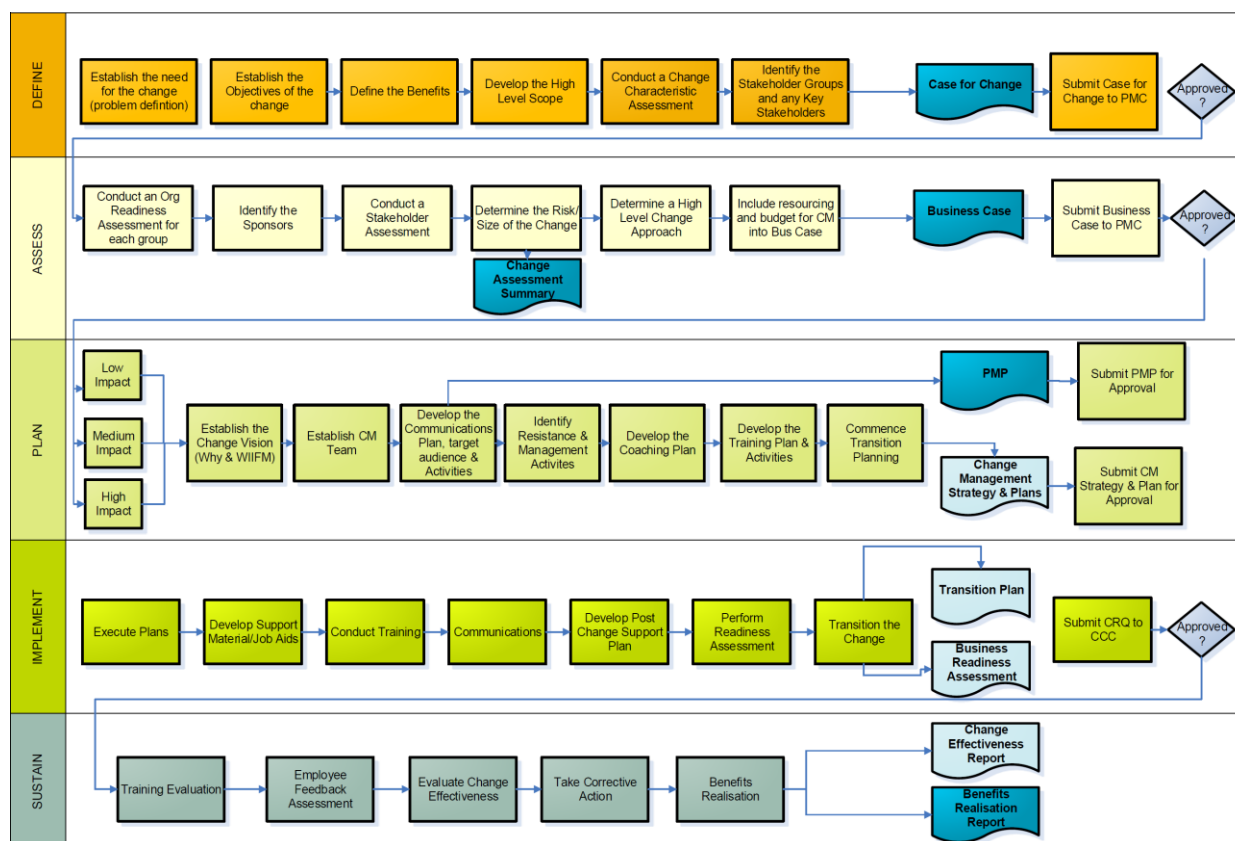 DEFINE
Establish the need
for the change
(problem defintion)
Establish the
Objectives of the
change
Define the Benefits
Develop the High
Level Scope
Conduct a Change
Characteristic
Assessment
Identify the
Stakeholder Groups
and any Key
Stakeholders
Case for Change
Submit Case for
Change to PMC
Approved
?
ASSESS
Conduct an Org
Readiness
Assessment for
each group
Identify the
Sponsors
Conduct a
Stakeholder
Assessment
Determine the Risk/
Size of the Change
Determine a High
Level Change
Approach
Include resourcing
and budget for CM
into Bus Case
Business Case
Submit Business
Case to PMC
Approved
?
Change
Assessment
Summary
PLAN
Low
Impact
Medium
Impact
High
Impact
Establish the
Change Vision
(Why & WIIFM)
Establish CM
Team
Develop the
Communications
Plan, target
audience &
Activities
Identify
Resistance &
Management
Activites
Develop the
Coaching Plan
Develop the
Training Plan &
Activities
Commence
Transition
Planning
PMP
Submit PMP for
Approval
Change
Management
Strategy & Plans
Submit CM
Strategy & Plan for
Approval
IMPLEMENT
Execute Plans
Develop Support
Material/Job Aids
Conduct Training
Communications
Develop Post
Change Support
Plan
Perform
Readiness
Assessment
Transition the
Change
Transition Plan
Business
Readiness
Assessment
Submit CRQ to
CCC
Approved
?
SUSTAIN
Training Evaluation
Employee
Feedback
Assessment
Evaluate Change
Effectiveness
Take Corrective
Action
Benefits
Realisation
Change
Effectiveness
Report
Benefits
Realisation
Report